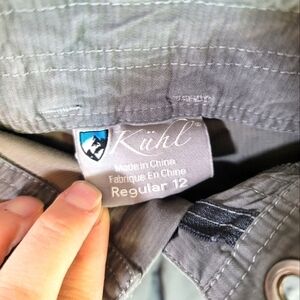 Kühl
Made in China
Fabriqué En Chine
Regular 12